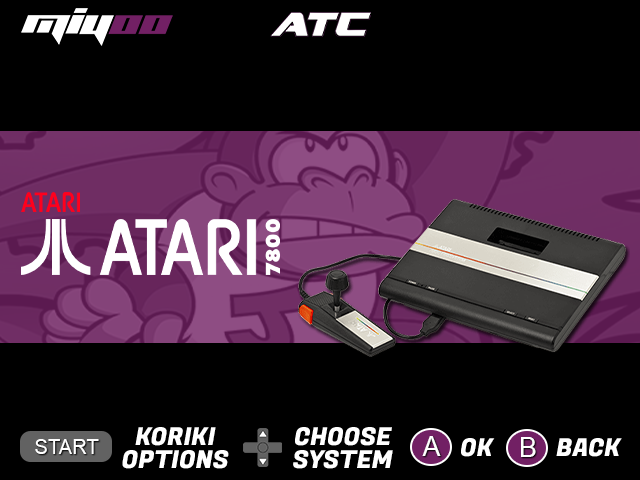 miyoo
ATC
ATARI
ATARI
7800
START
KORIKI
OPTIONS
CHOOSE
SYSTEM
A
OK
B
BACK